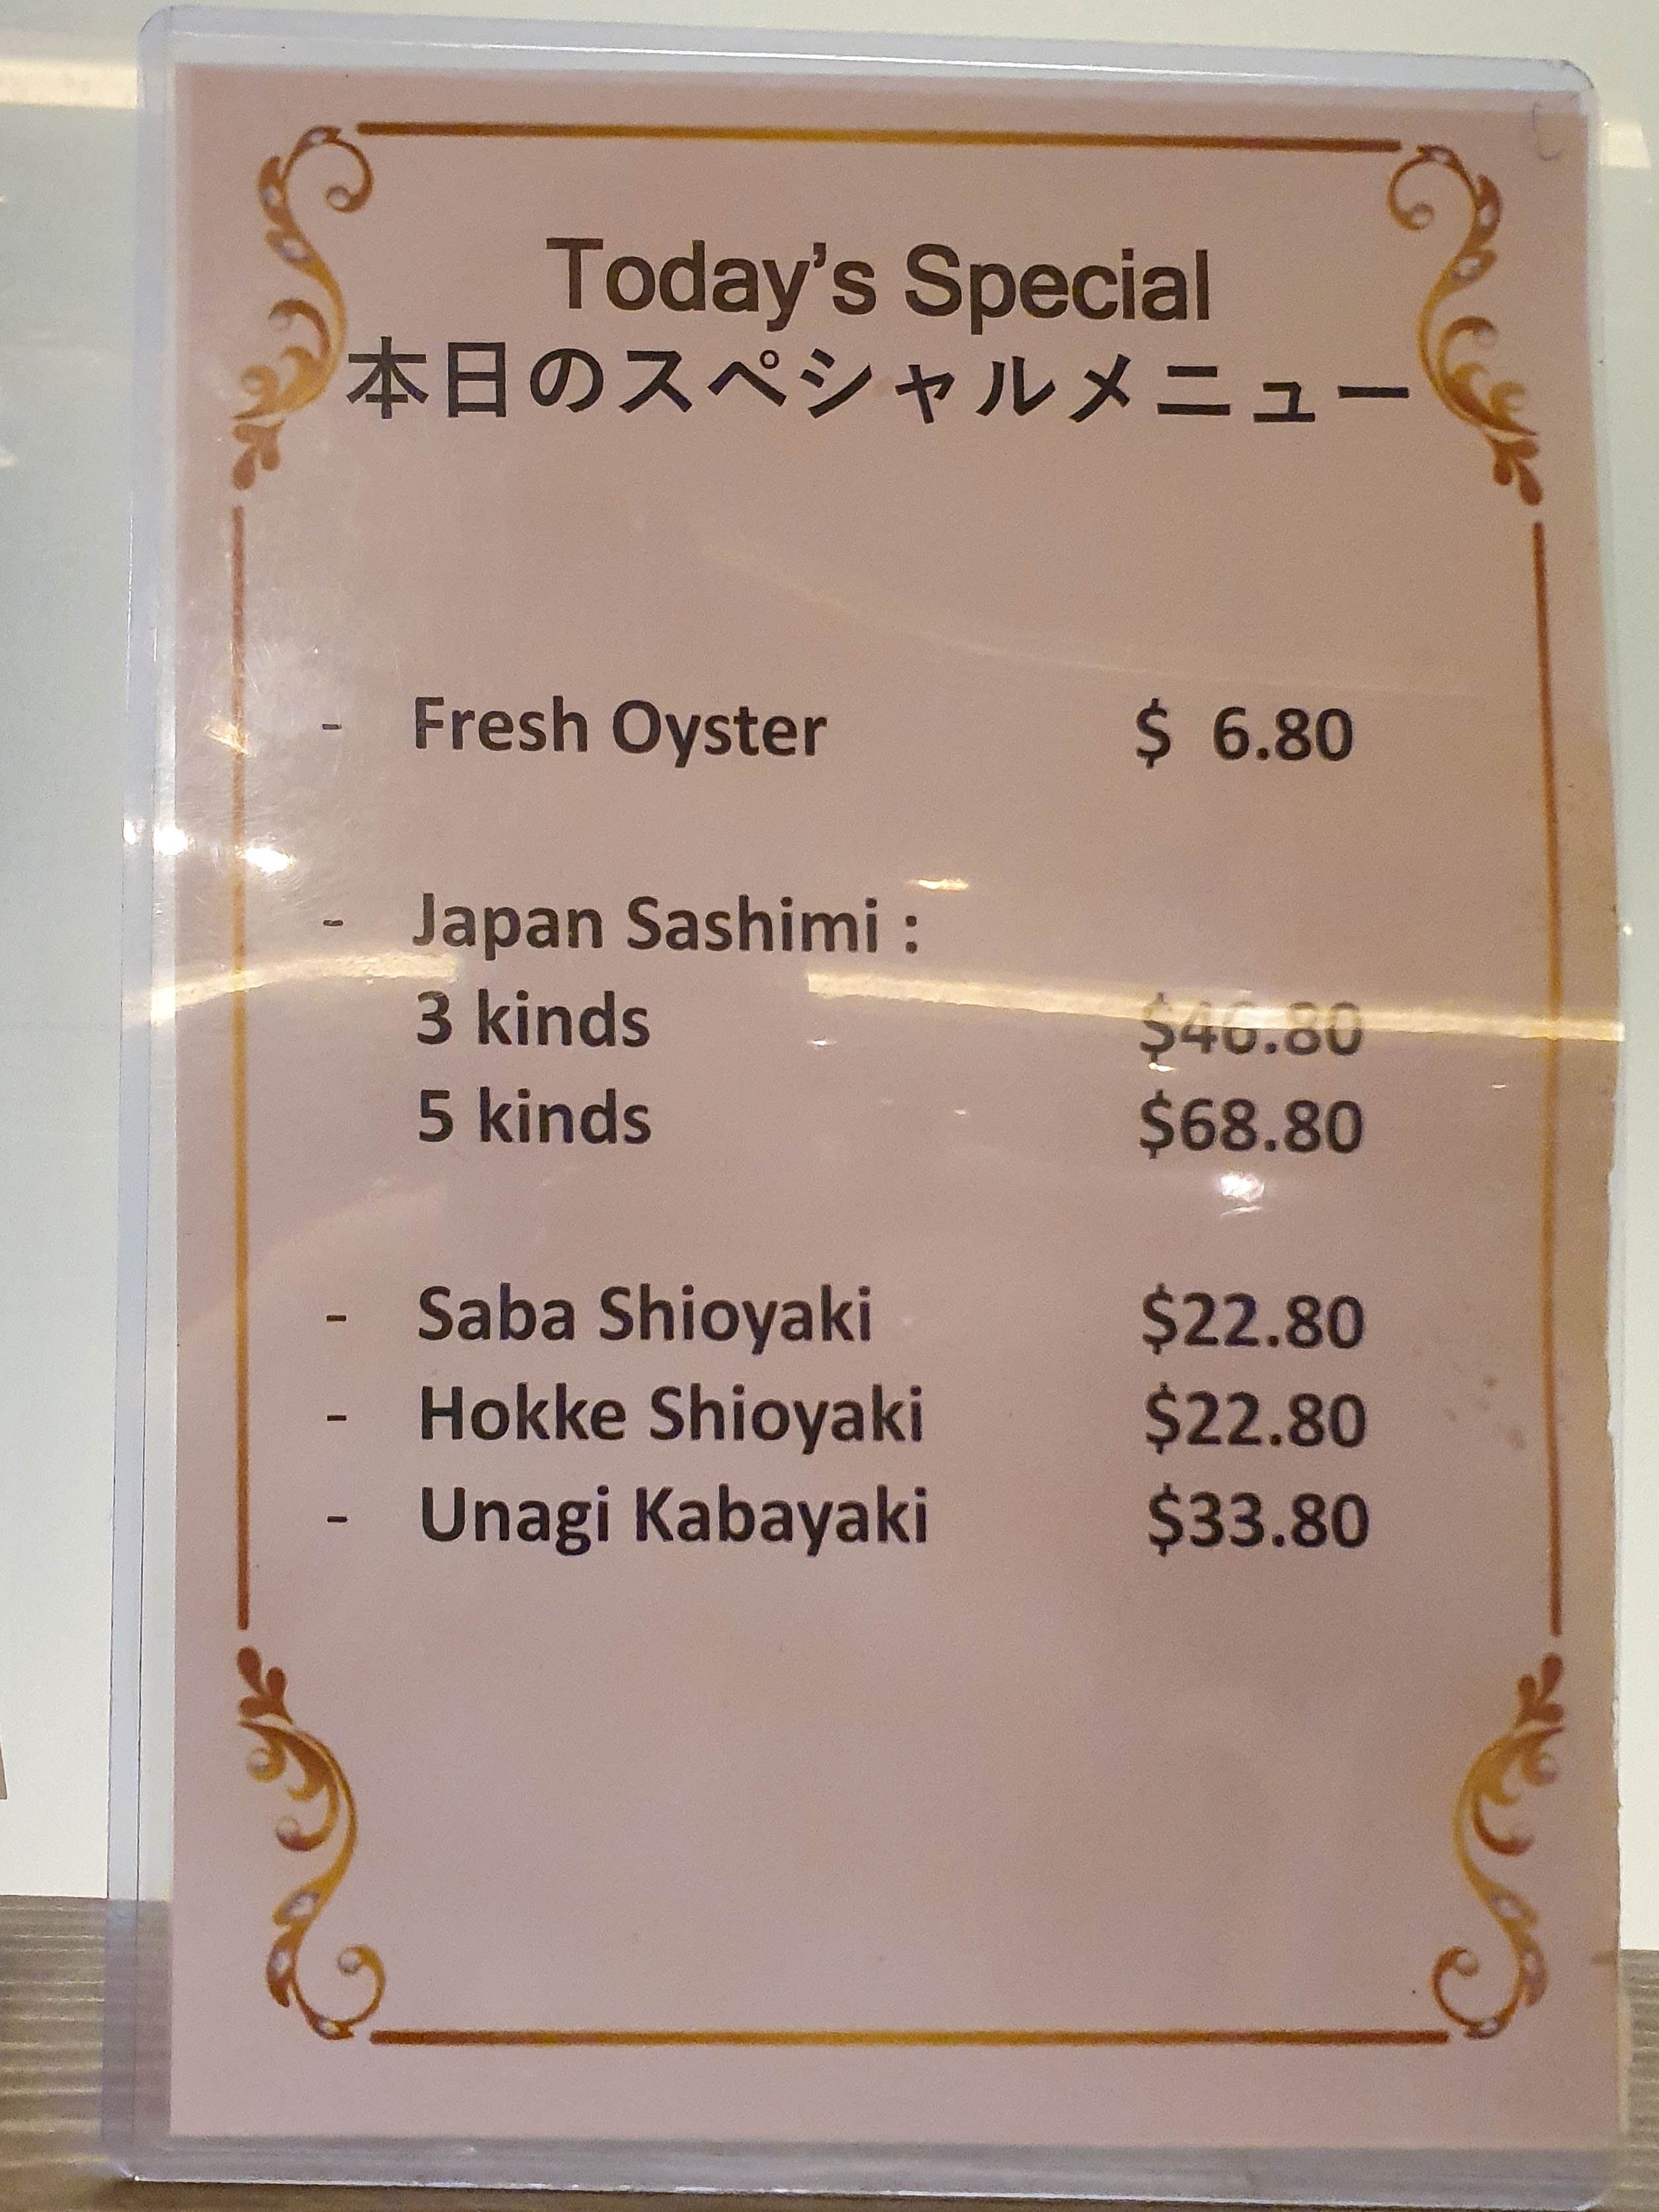 Today's Special
本日のスペシャルメニュー
- Fresh Oyster $ 6.80
- Japan Sashimi :
3 kinds $46.80
5 kinds $68.80
- Saba Shioyaki $22.80
- Hokke Shioyaki $22.80
- Unagi Kabayaki $33.80